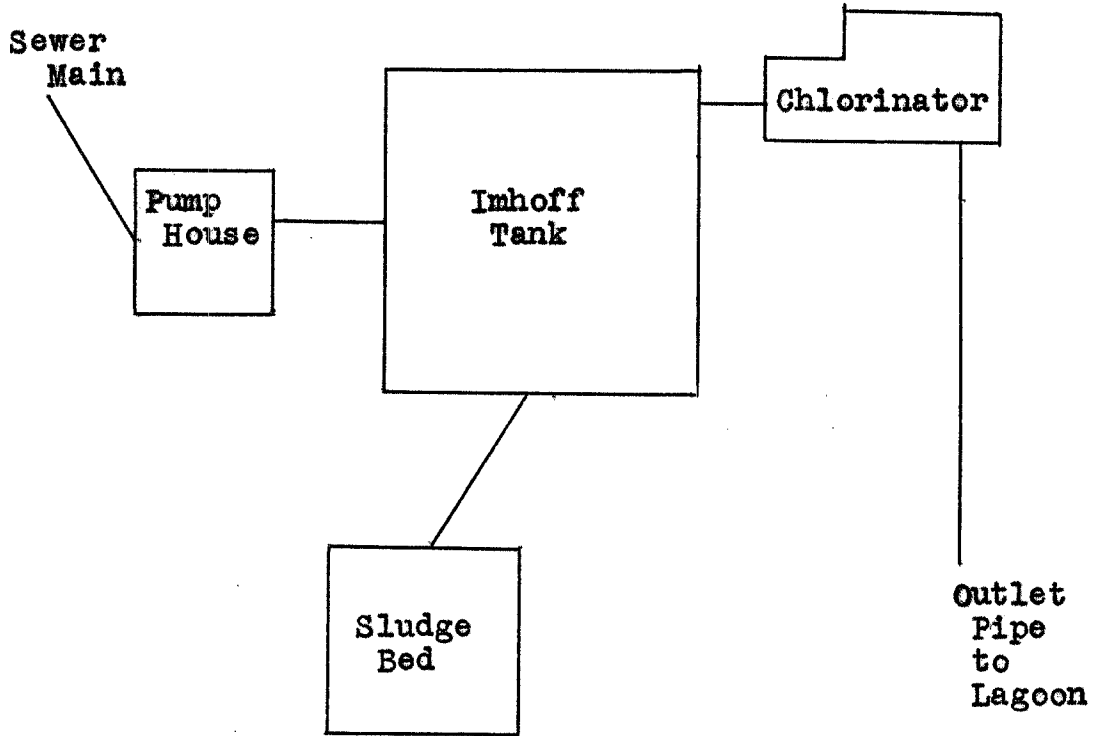 Sewer
Main
Pump
House
Imhoff
Tank
Chlorinator
Sludge
Bed
Outlet
Pipe
to
Lagoon